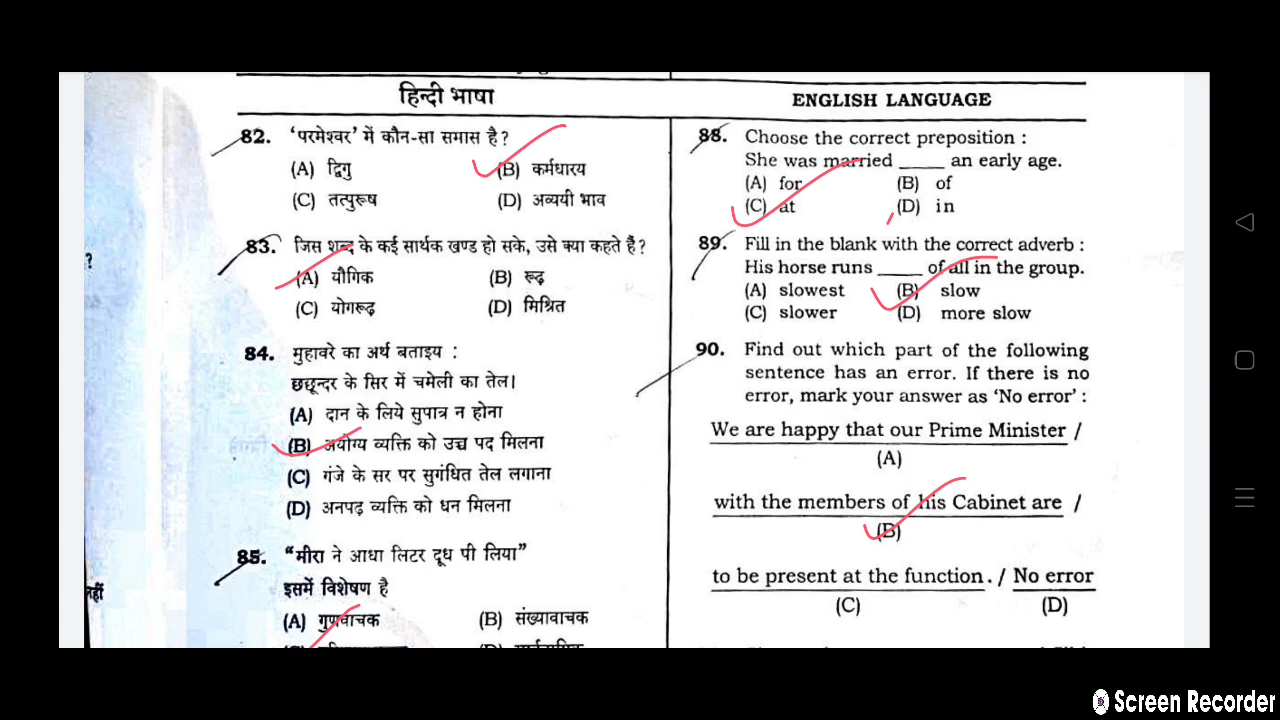 हिन्दी भाषा
82. 'परमेश्वर' में कौन-सा समास है?
(A) द्विगु (B) कर्मधारय
(C) तत्पुरूष (D) अव्ययी भाव
83. जिस शब्द के कई सार्थक खण्ड हो सके, उसे क्या कहते हैं?
(A) यौगिक (B) रूढ़
(C) योगरूढ़ (D) मिश्रित
84. मुहावरे का अर्थ बताइय :
छछून्दर के सिर में चमेली का तेल।
(A) दान के लिये सुपात्र न होना
(B) अयोग्य व्यक्ति को उच्च पद मिलना
(C) गंजे के सर पर सुगंधित तेल लगाना
(D) अनपढ़ व्यक्ति को धन मिलना
85. "मीरा ने आधा लिटर दूध पी लिया"
इसमें विशेषण है
(A) गुणवाचक (B) संख्यावाचक
ENGLISH LANGUAGE
88. Choose the correct preposition :
She was married _____ an early age.
(A) for (B) of
(C) at (D) in
89. Fill in the blank with the correct adverb :
His horse runs _____ of all in the group.
(A) slowest (B) slow
(C) slower (D) more slow
90. Find out which part of the following
sentence has an error. If there is no
error, mark your answer as 'No error' :
We are happy that our Prime Minister /
(A)
with the members of his Cabinet are /
(B)
to be present at the function. / No error
(C) (D)
Screen Recorder